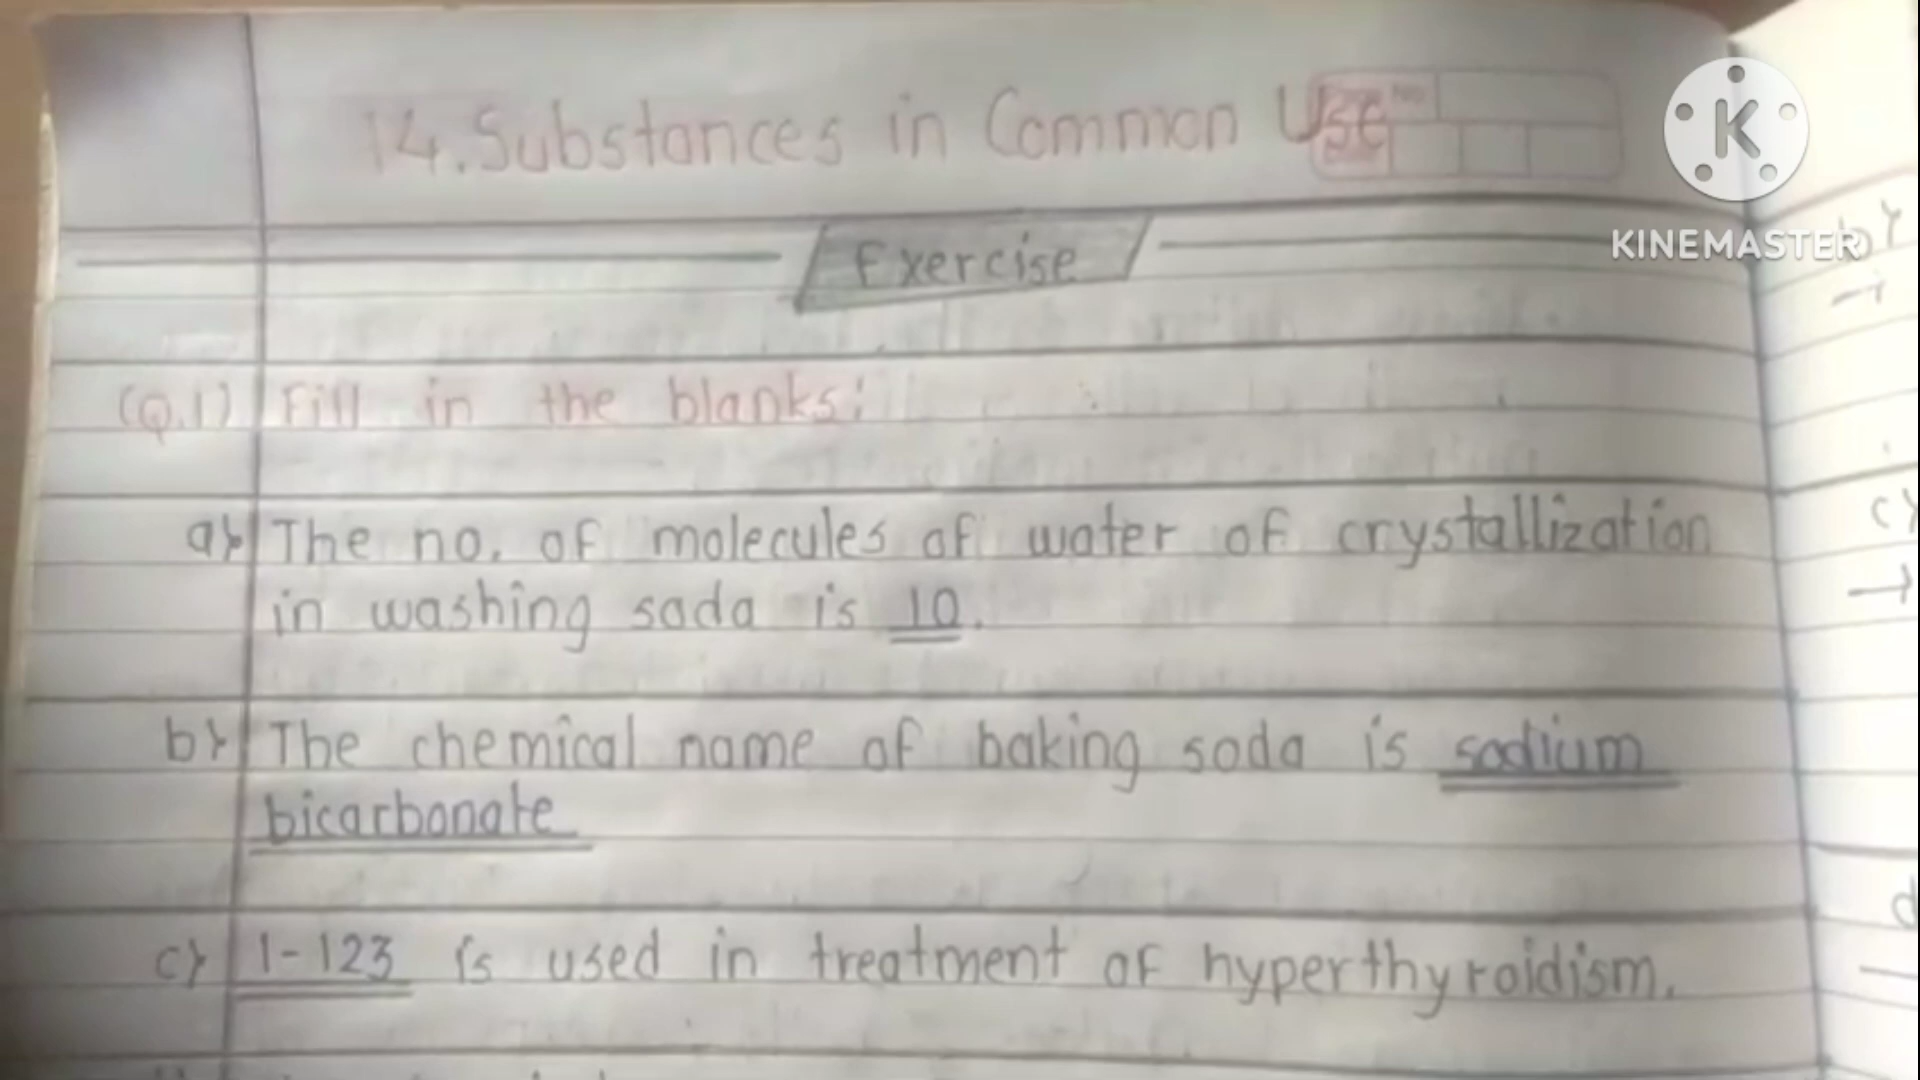 14. Substances in Common Use
KINEMASTER
Exercise
(Q.1) Fill in the blanks:
a) The no. of molecules of water of crystallization
in washing soda is 10.
b) The chemical name of baking soda is sodium
bicarbonate
c) 1-123 is used in treatment of hyperthyroidism.